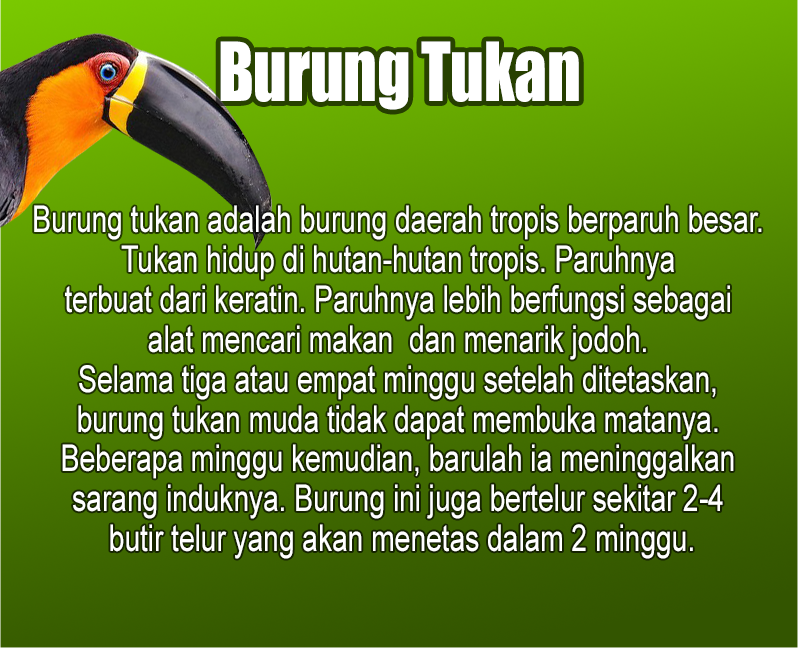 Burung Tukan
Burung tukan adalah burung daerah tropis berparuh besar.
Tukan hidup di hutan-hutan tropis. Paruhnya
terbuat dari keratin. Paruhnya lebih berfungsi sebagai
alat mencari makan  dan menarik jodoh.
Selama tiga atau empat minggu setelah ditetaskan,
burung tukan muda tidak dapat membuka matanya.
Beberapa minggu kemudian, barulah ia meninggalkan
sarang induknya. Burung ini juga bertelur sekitar 2-4
butir telur yang akan menetas dalam 2 minggu.